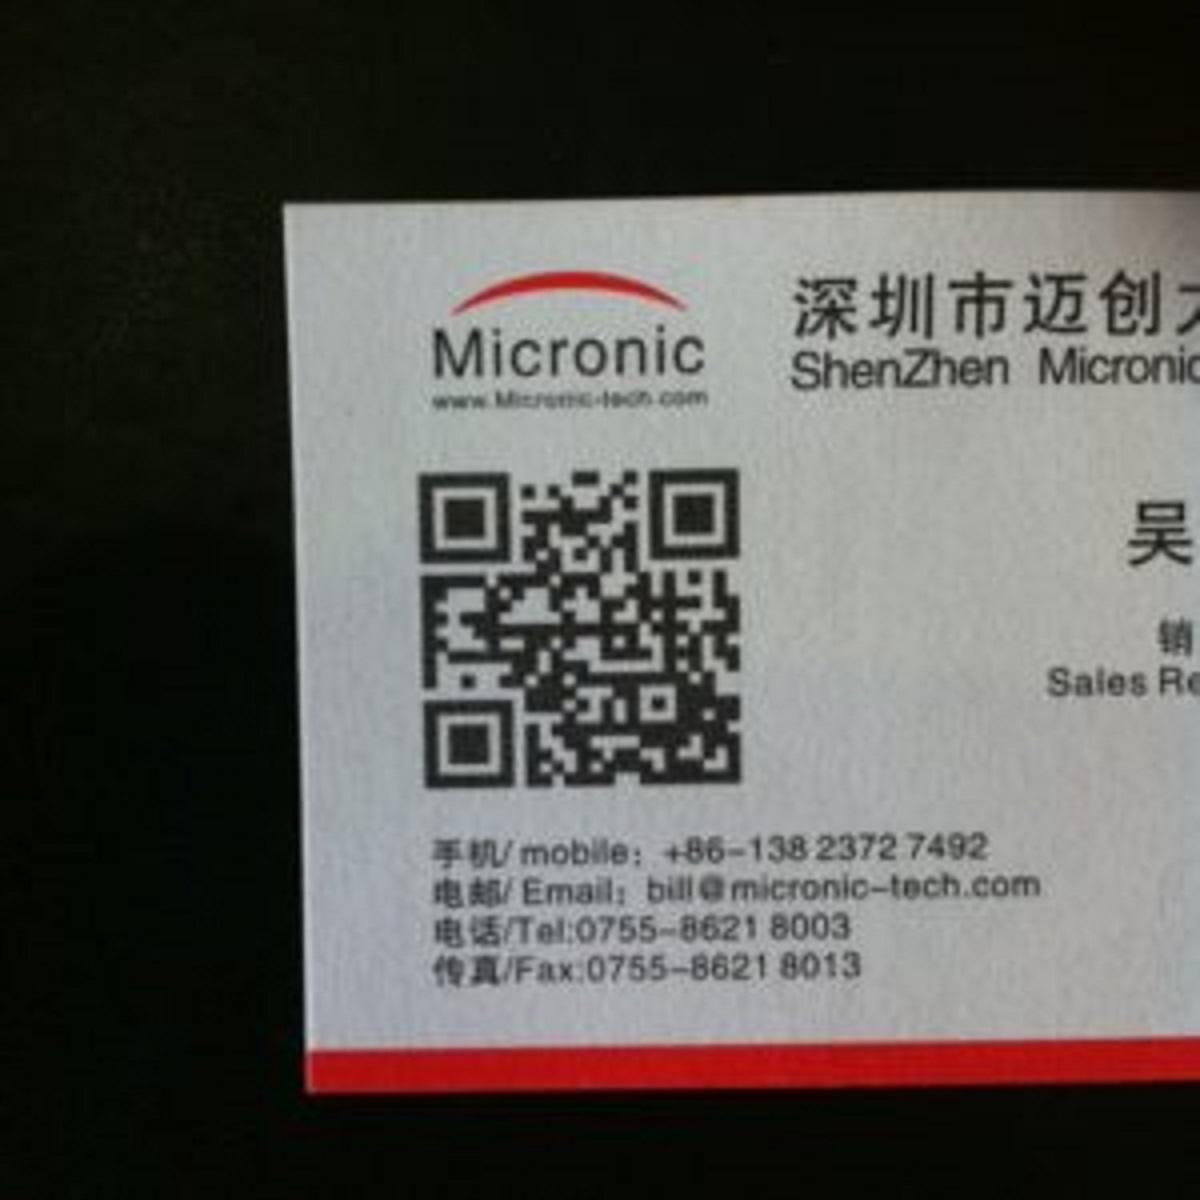 Micronic
www.Micronic-tech.com
深圳市迈创力
ShenZhen Micronic
吴
销
Sales Re
手机/ mobile: +86-138 2372 7492
电邮/ Email: bill@micronic-tech.com
电话/Tel:0755-8621 8003
传真/Fax:0755-8621 8013